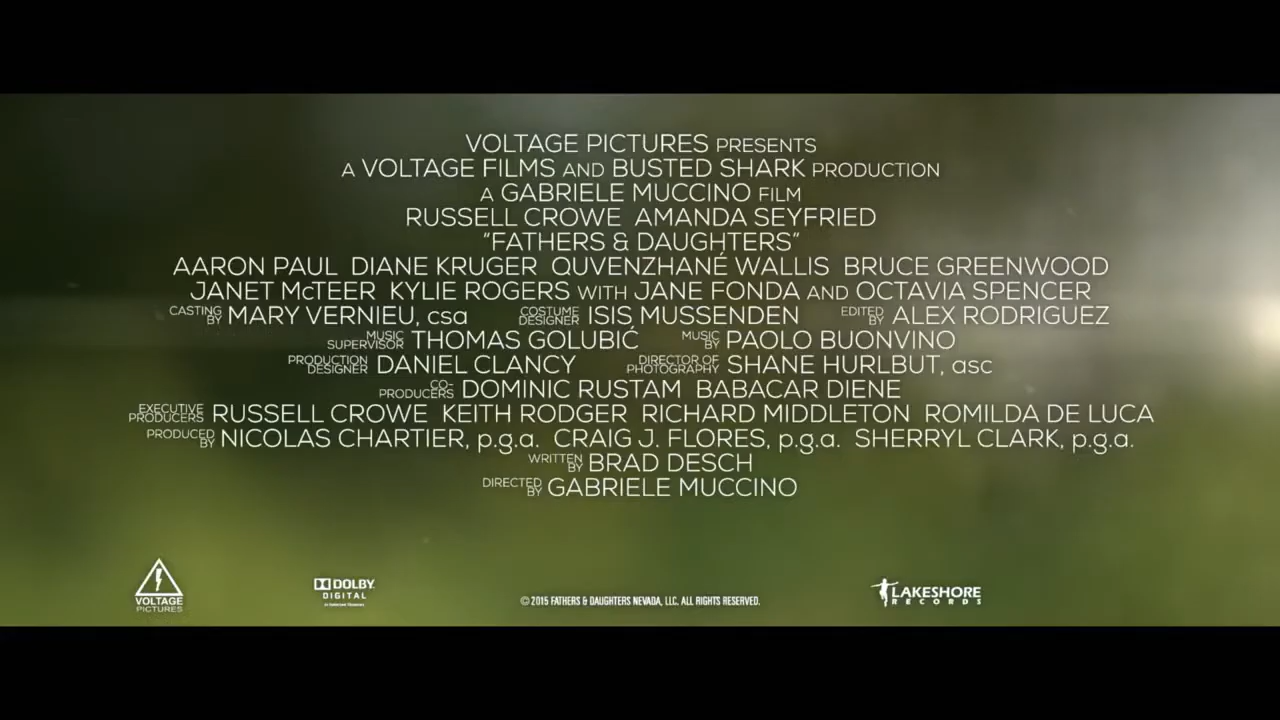 VOLTAGE PICTURES PRESENTS
A VOLTAGE FILMS AND BUSTED SHARK PRODUCTION
A GABRIELE MUCCINO FILM
RUSSELL CROWE AMANDA SEYFRIED
"FATHERS & DAUGHTERS"
AARON PAUL DIANE KRUGER QUVENZHANÉ WALLIS BRUCE GREENWOOD
JANET McTEER KYLIE ROGERS WITH JANE FONDA AND OCTAVIA SPENCER
CASTING BY MARY VERNIEU, csa COSTUME DESIGNER ISIS MUSSENDEN EDITED BY ALEX RODRIGUEZ
MUSIC SUPERVISOR THOMAS GOLUBIĆ MUSIC BY PAOLO BUONVINO
PRODUCTION DESIGNER DANIEL CLANCY DIRECTOR OF PHOTOGRAPHY SHANE HURLBUT, asc
CO-PRODUCERS DOMINIC RUSTAM BABACAR DIENE
EXECUTIVE PRODUCERS RUSSELL CROWE KEITH RODGER RICHARD MIDDLETON ROMILDA DE LUCA
PRODUCED BY NICOLAS CHARTIER, p.g.a. CRAIG J. FLORES, p.g.a. SHERRYL CLARK, p.g.a.
WRITTEN BY BRAD DESCH
DIRECTED BY GABRIELE MUCCINO
VOLTAGE PICTURES
DOLBY DIGITAL
© 2015 FATHERS & DAUGHTERS NEVADA, LLC. ALL RIGHTS RESERVED.
LAKESHORE RECORDS